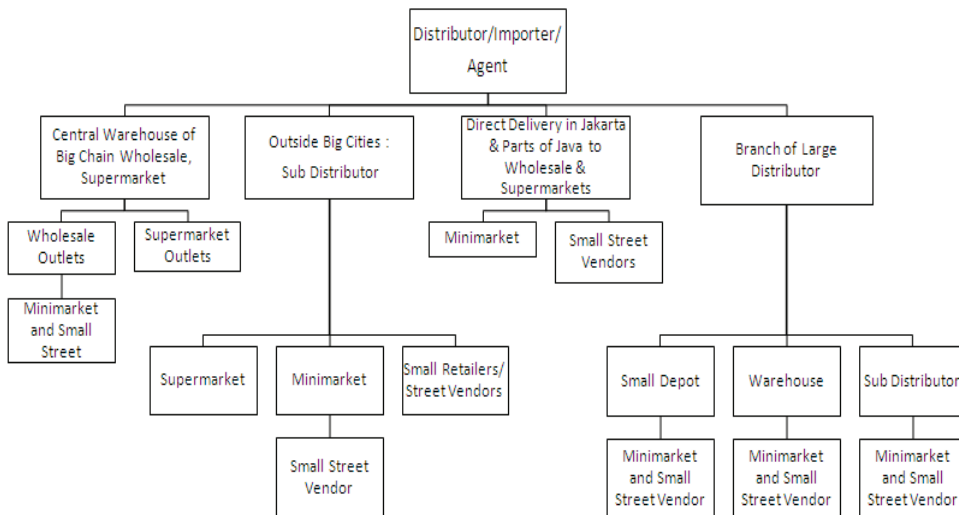 Distributor/Importer/
Agent
Central Warehouse of
Big Chain Wholesale,
Supermarket
Outside Big Cities :
Sub Distributor
Direct Delivery in Jakarta
& Parts of Java to
Wholesale &
Supermarkets
Branch of Large
Distributor
Wholesale
Outlets
Supermarket
Outlets
Minimarket
Small Street
Vendors
Minimarket
and Small
Street
Supermarket
Minimarket
Small Retailers/
Street Vendors
Small Depot
Warehouse
Sub Distributor
Small Street
Vendor
Minimarket
and Small
Street Vendor
Minimarket
and Small
Street Vendor
Minimarket
and Small
Street Vendor